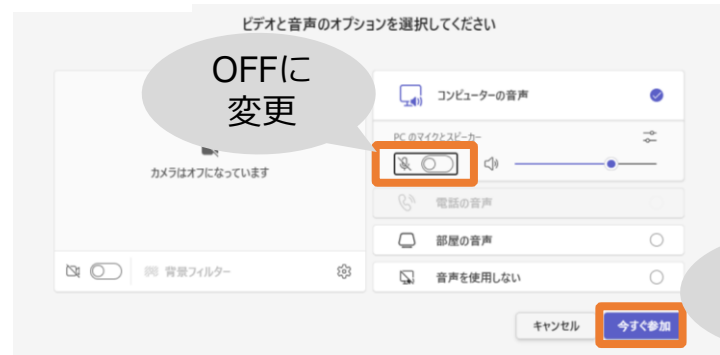 ビデオと音声のオプションを選択してください
OFFに
変更
コンピューターの音声
PC のマイクとスピーカー
カメラはオフになっています
電話の音声
部屋の音声
背景フィルター
音声を使用しない
キャンセル
今すぐ参加